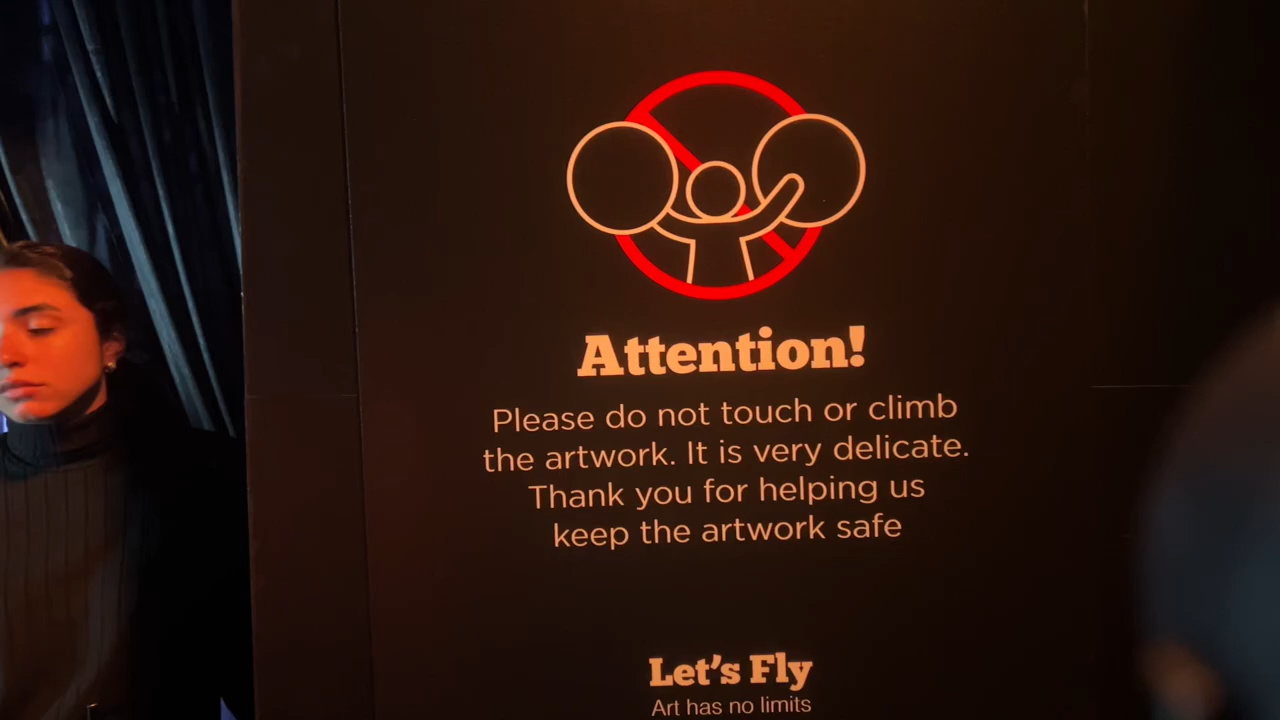 Attention!
Please do not touch or climb
the artwork. It is very delicate.
Thank you for helping us
keep the artwork safe
Let's Fly
Art has no limits